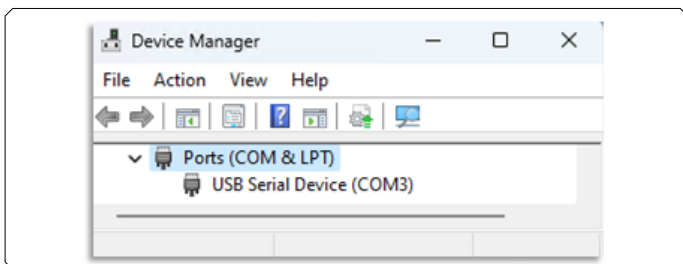 Device Manager
File Action View Help
Ports (COM & LPT)
USB Serial Device (COM3)